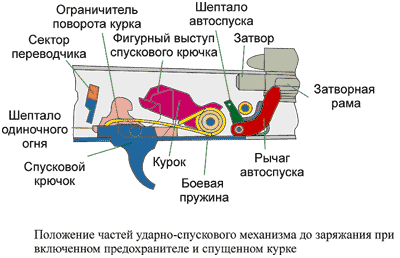 Ограничитель
поворота курка
Шептало
автоспуска
Сектор
переводчика
Фигурный выступ
спускового крючка
Затвор
Затворная
рама
Шептало
одиночного
огня
Спусковой
крючок
Курок
Боевая
пружина
Рычаг
автоспуска
Положение частей ударно-спускового механизма до заряжания при
включенном предохранителе и спущенном курке